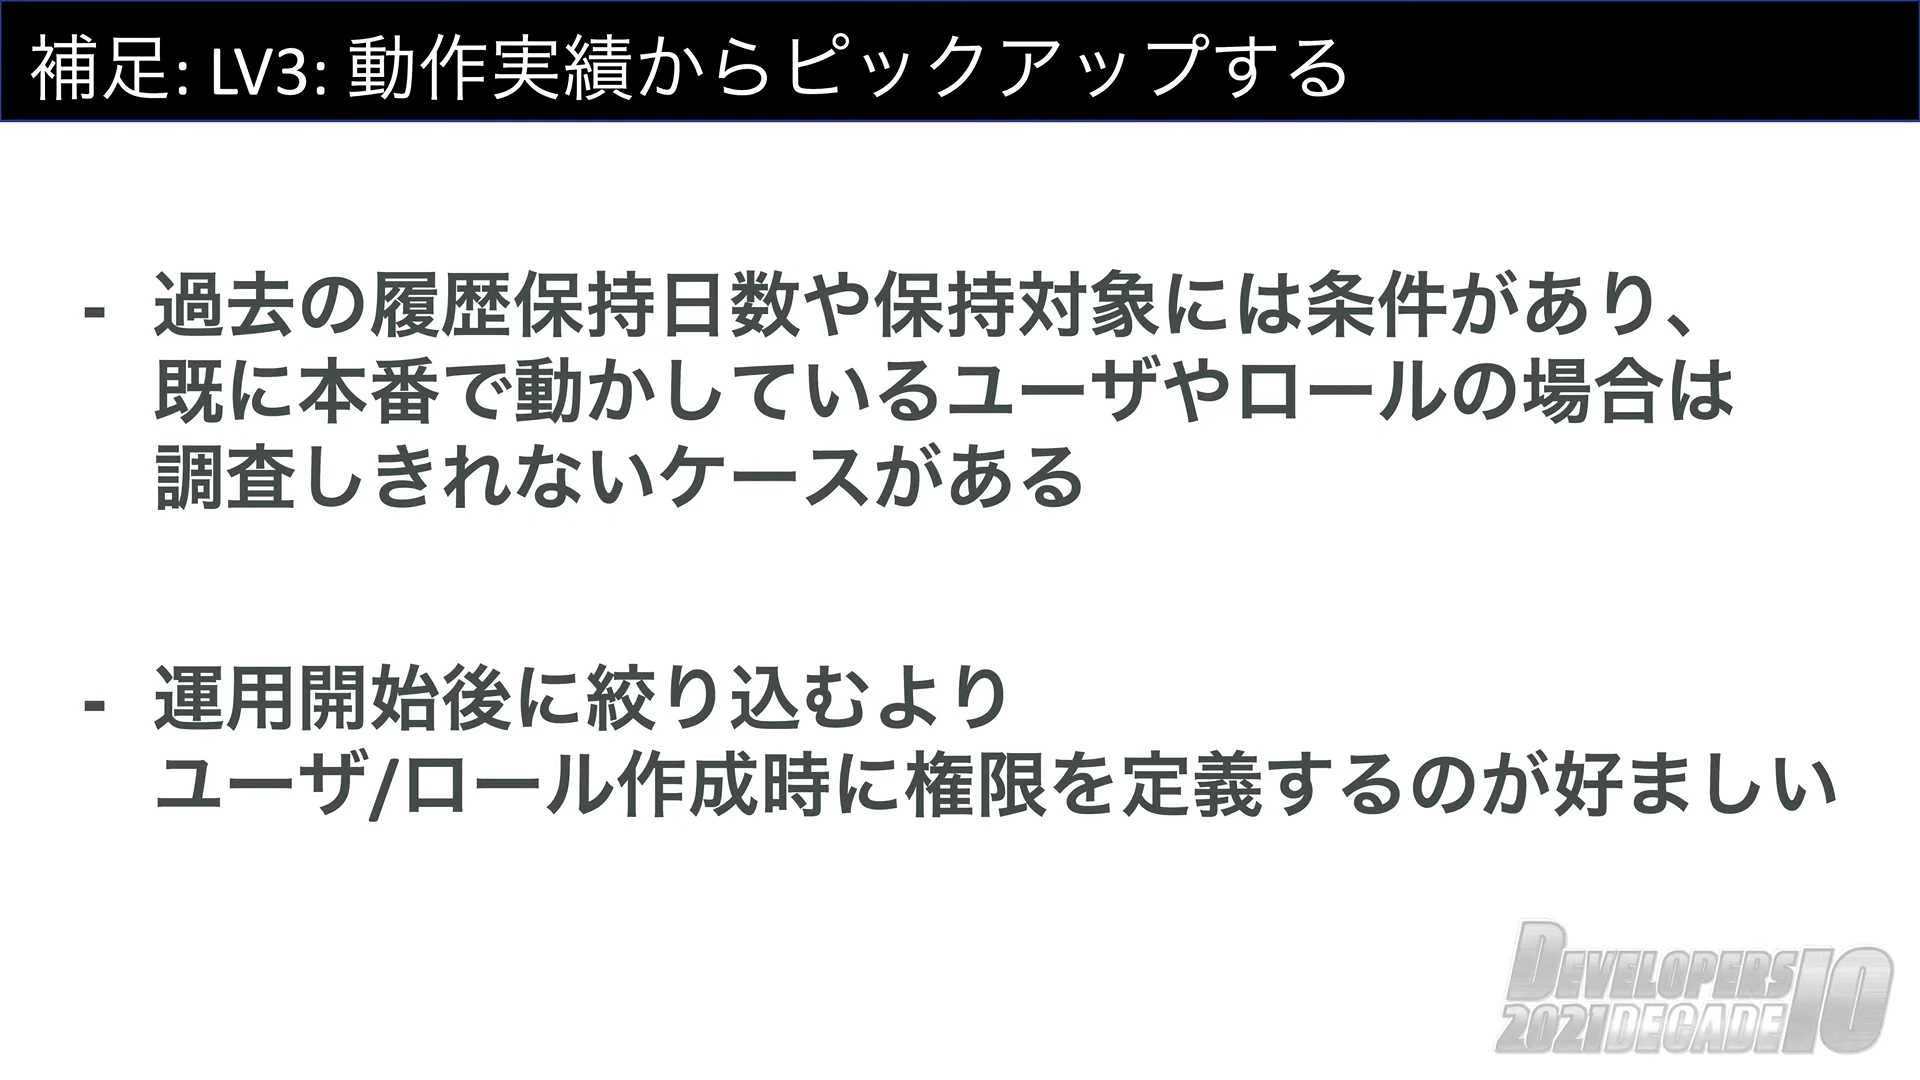 補足: LV3: 動作実績からピックアップする
- 過去の履歴保持日数や保持対象には条件があり、
既に本番で動かしているユーザやロールの場合は
調査しきれないケースがある
- 運用開始後に絞り込むより
ユーザ/ロール作成時に権限を定義するのが好ましい
DEVELOPERS
2021 DECADE 10